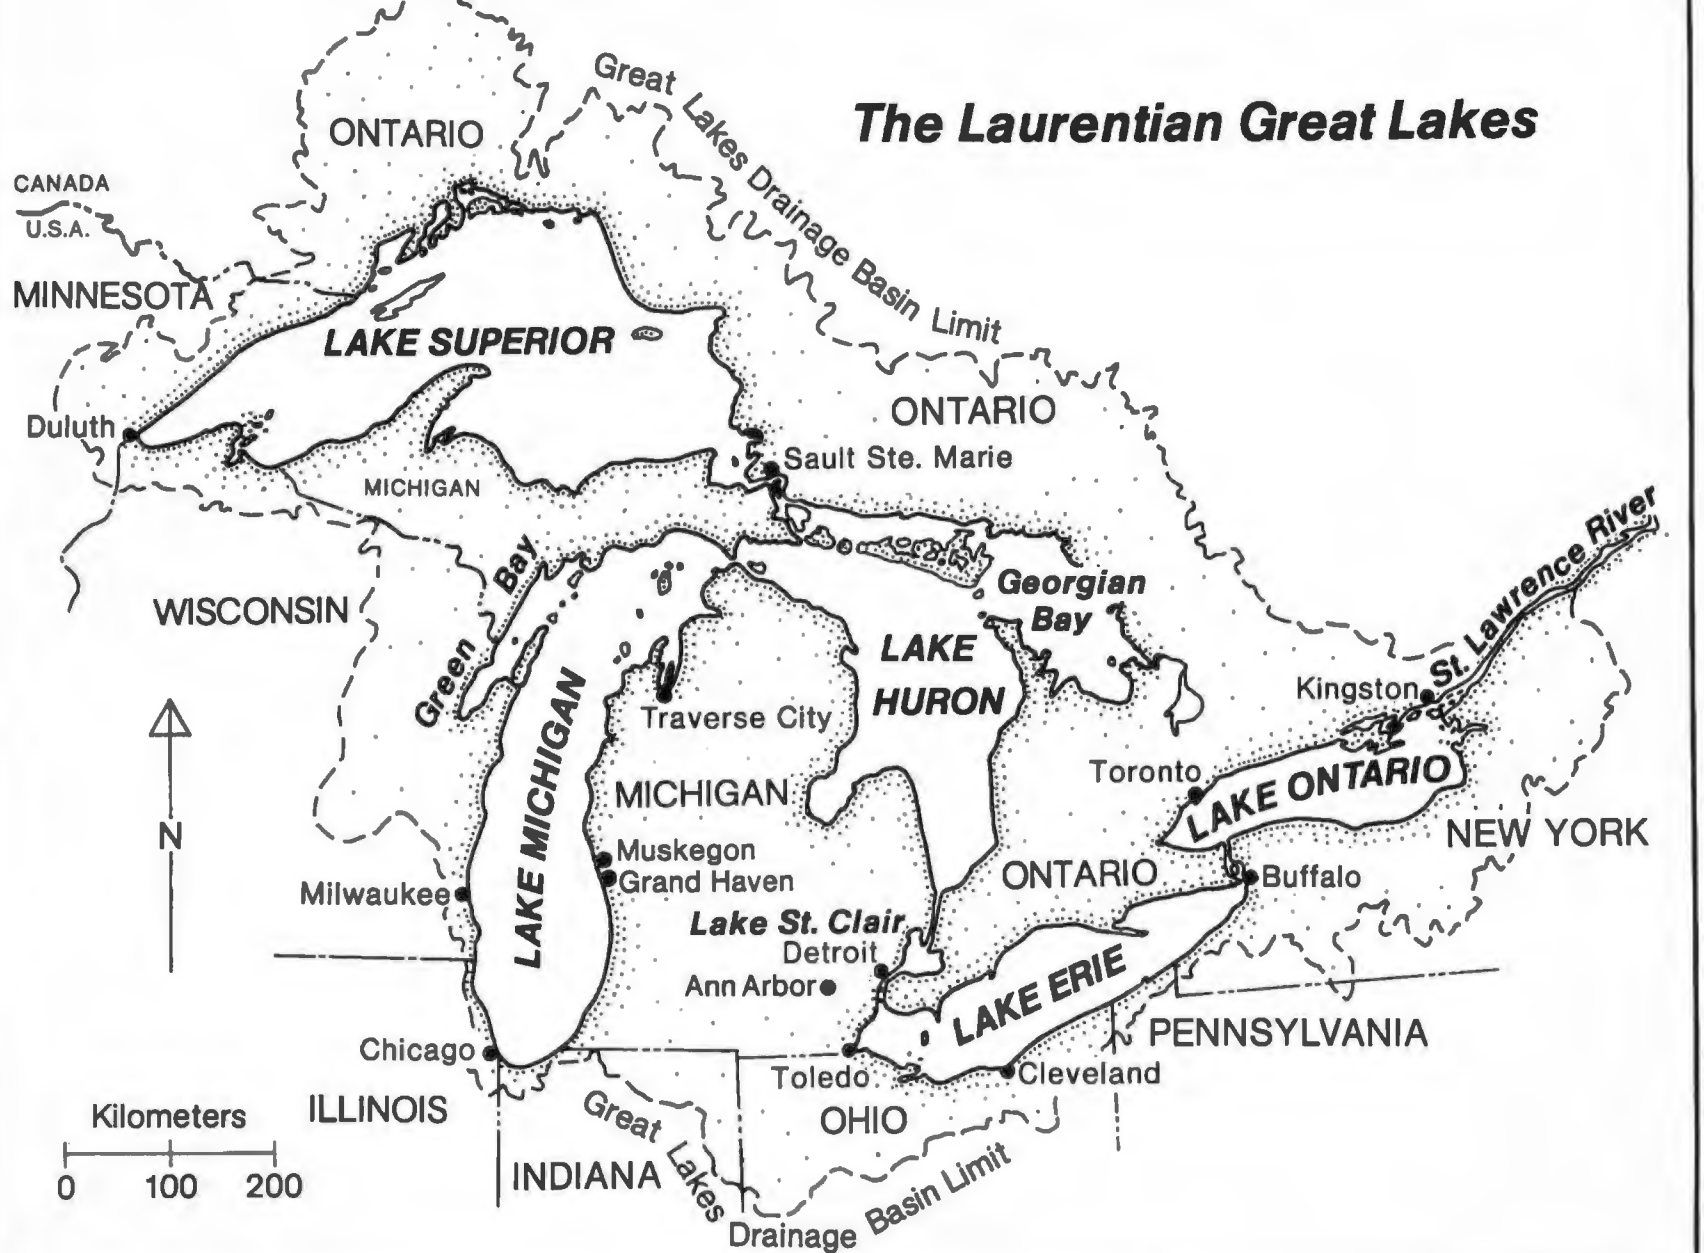 The Laurentian Great Lakes
Great Lakes Drainage Basin Limit
ONTARIO
CANADA
U.S.A.
MINNESOTA
LAKE SUPERIOR
ONTARIO
Duluth
Sault Ste. Marie
MICHIGAN
Green Bay
Georgian
Bay
St. Lawrence River
WISCONSIN
LAKE
HURON
Kingston
Traverse City
LAKE MICHIGAN
Toronto
LAKE ONTARIO
MICHIGAN
N
NEW YORK
Muskegon
Grand Haven
ONTARIO
Buffalo
Milwaukee
Lake St. Clair
Detroit
Ann Arbor
LAKE ERIE
PENNSYLVANIA
Chicago
Toledo
Cleveland
Kilometers
0 100 200
ILLINOIS
OHIO
INDIANA
Great Lakes Drainage Basin Limit